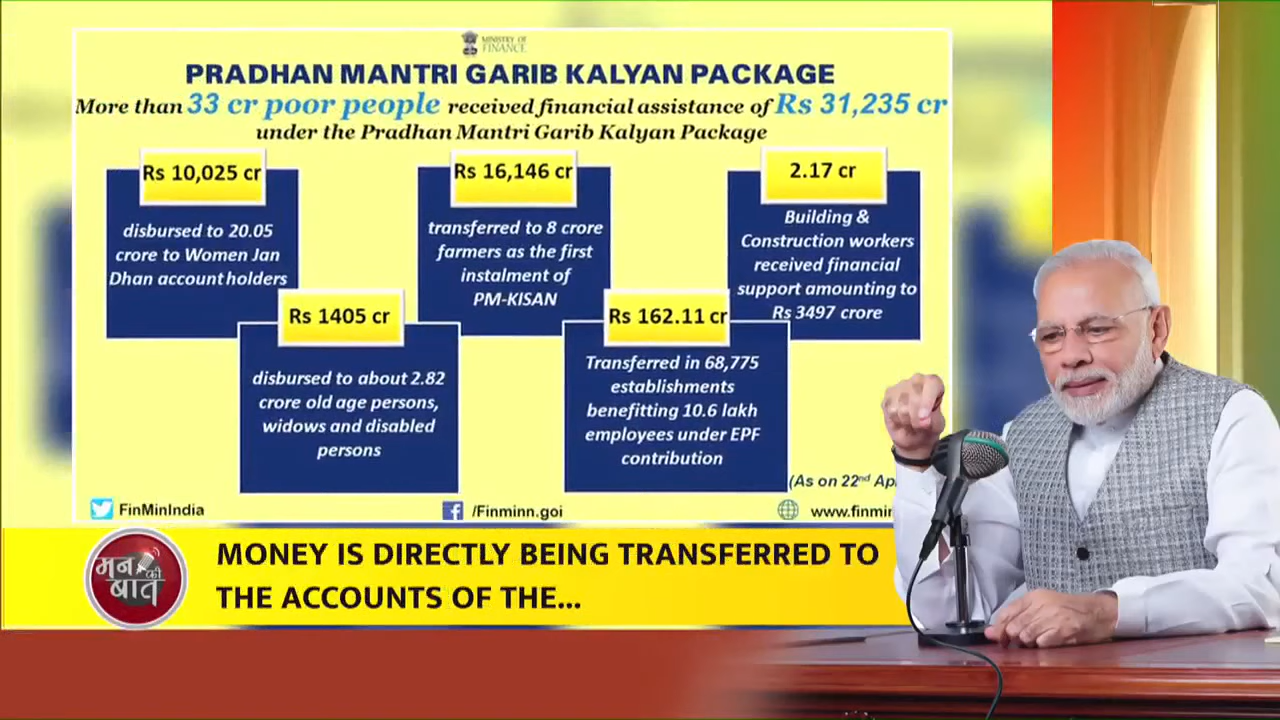 MINISTRY OF
FINANCE
PRADHAN MANTRI GARIB KALYAN PACKAGE
More than 33 cr poor people received financial assistance of Rs 31,235 cr
under the Pradhan Mantri Garib Kalyan Package
Rs 10,025 cr
disbursed to 20.05
crore to Women Jan
Dhan account holders
Rs 16,146 cr
transferred to 8 crore
farmers as the first
instalment of
PM-KISAN
2.17 cr
Building &
Construction workers
received financial
support amounting to
Rs 3497 crore
Rs 1405 cr
disbursed to about 2.82
crore old age persons,
widows and disabled
persons
Rs 162.11 cr
Transferred in 68,775
establishments
benefitting 10.6 lakh
employees under EPF
contribution
(As on 22nd Ap
FinMinIndia
/Finminn.goi
www.finmin
मन की
बात
MONEY IS DIRECTLY BEING TRANSFERRED TO
THE ACCOUNTS OF THE...